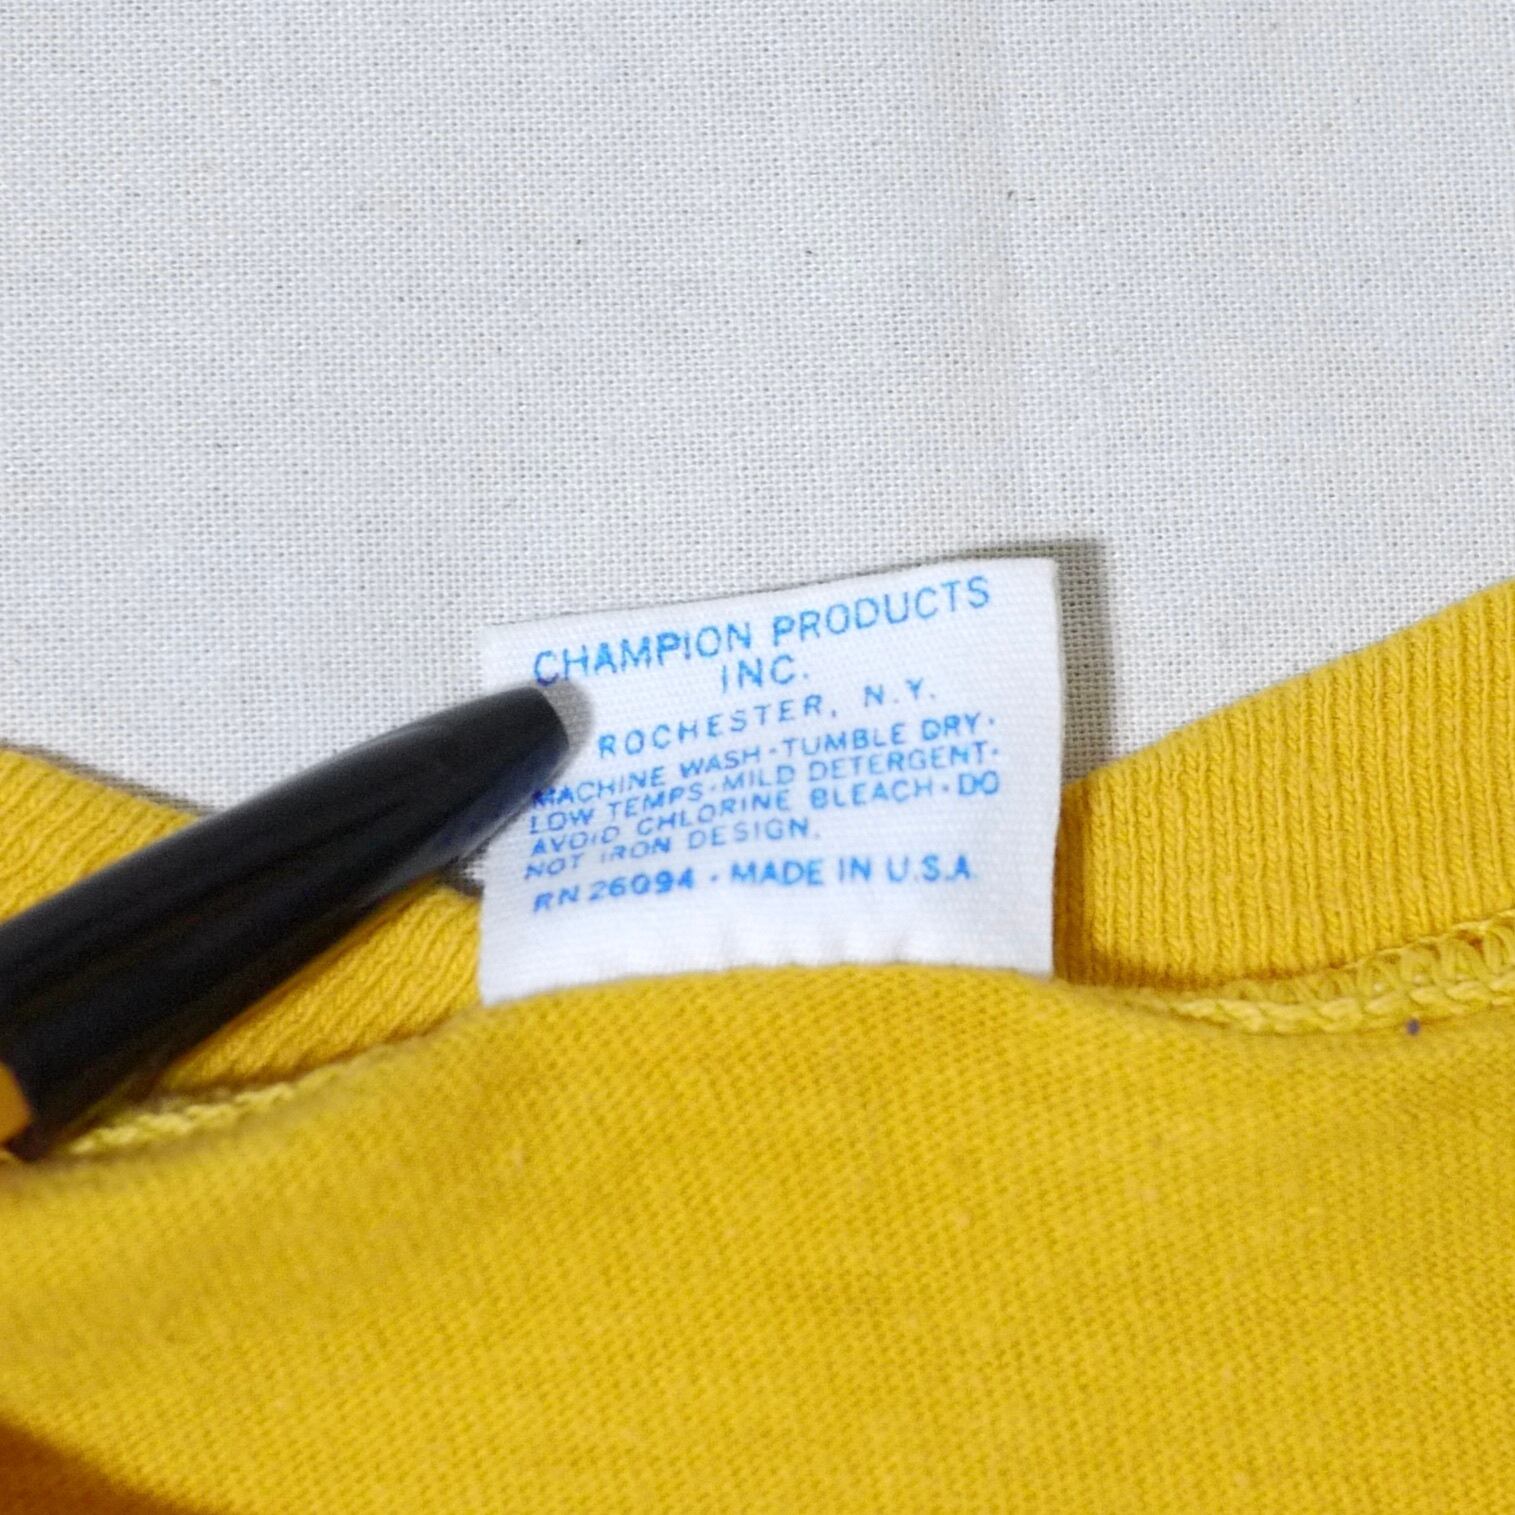 CHAMPION PRODUCTS
INC.
ROCHESTER, N.Y.
MACHINE WASH·TUMBLE DRY·
LOW TEMPS·MILD DETERGENT·
AVOID CHLORINE BLEACH·DO
NOT IRON DESIGN.
RN 26094 · MADE IN U.S.A